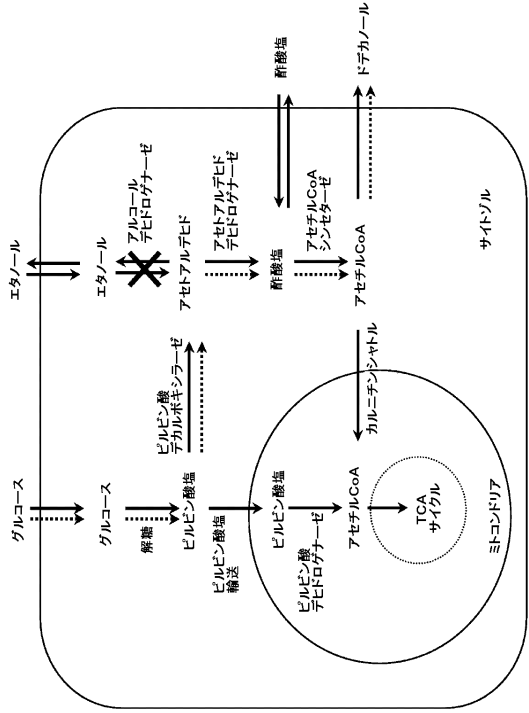 グルコース
グルコース
解糖
ピルビン酸塩
ピルビン酸塩
輸送
ピルビン酸塩
ピルビン酸
デヒドロゲナーゼ
アセチルCoA
TCA
サイクル
ミトコンドリア
ピルビン酸
デカルボキシラーゼ
カルニチンシャトル
エタノール
エタノール
アルコール
デヒドロゲナーゼ
アセトアルデヒド
アセトアルデヒド
デヒドロゲナーゼ
酢酸塩
アセチルCoA
シンセターゼ
アセチルCoA
サイトゾル
酢酸塩
ドデカノール